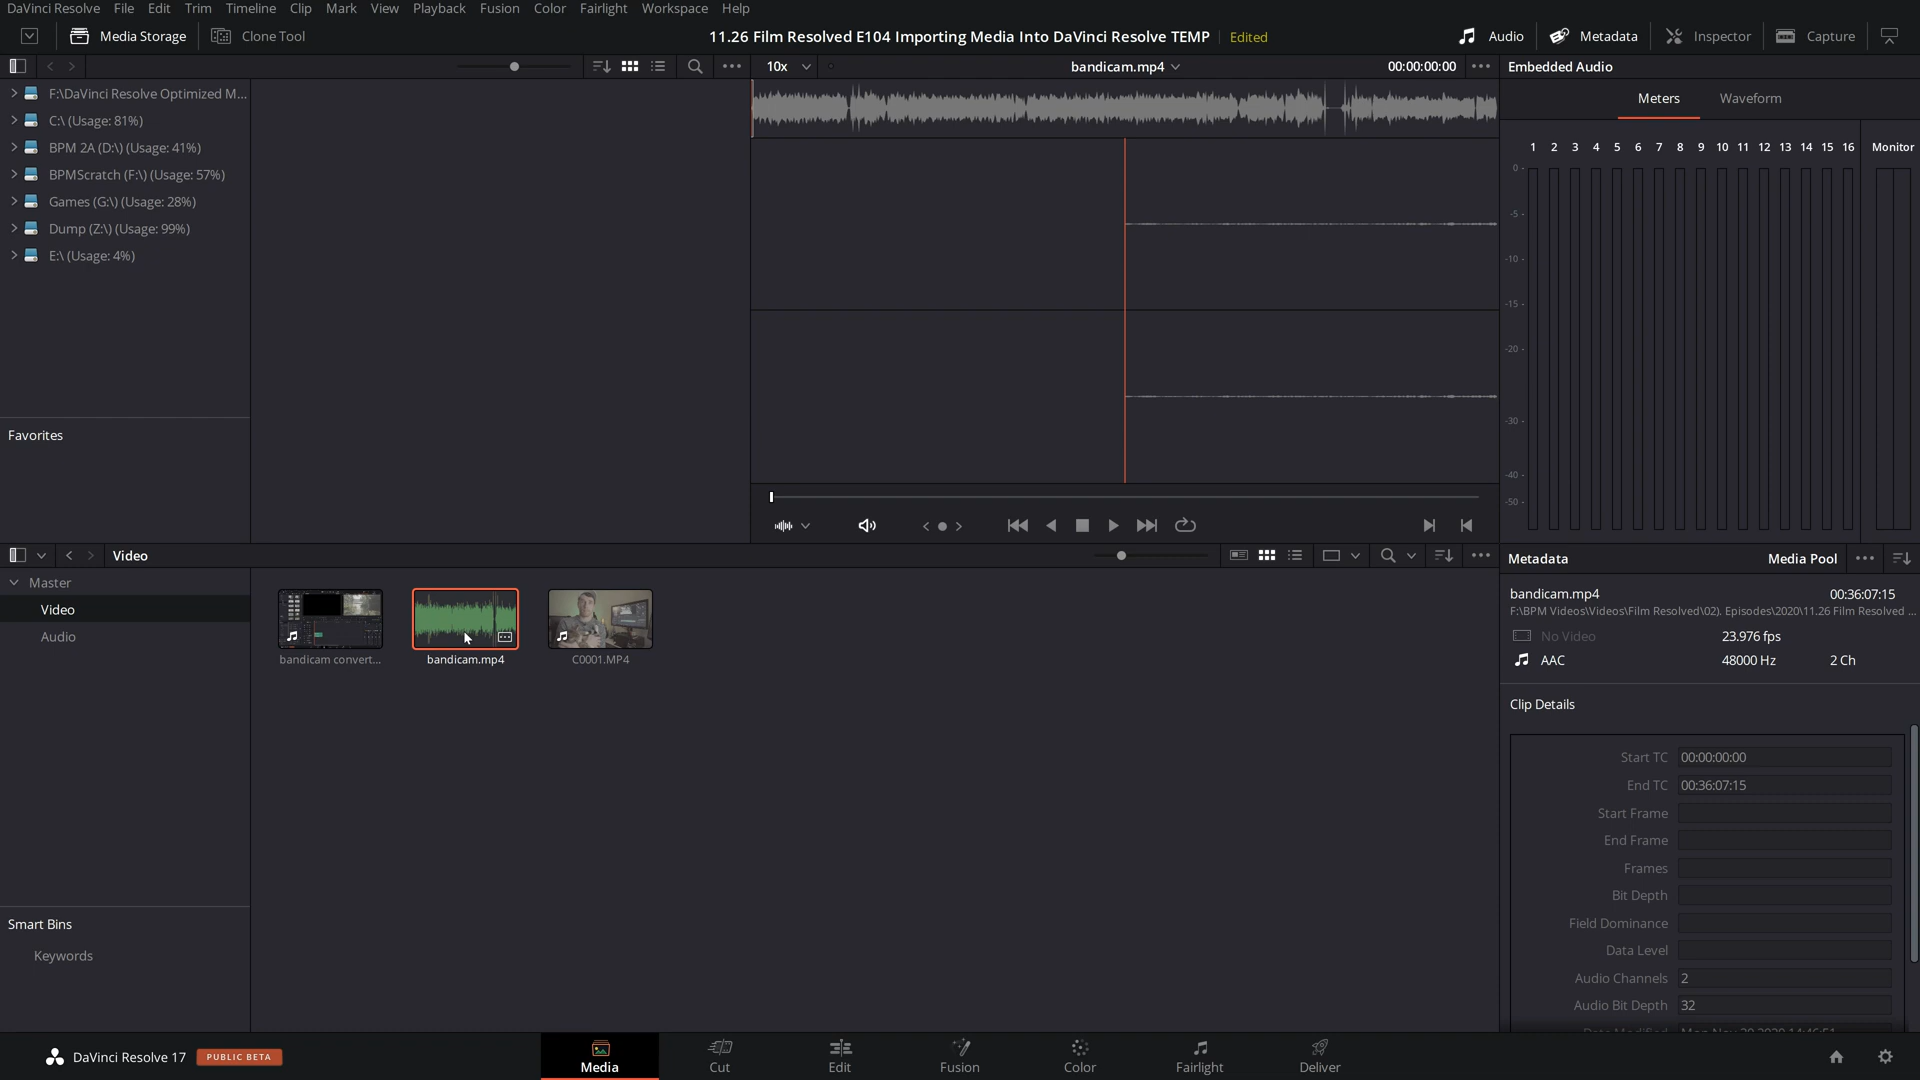 DaVinci Resolve File Edit Trim Timeline Clip Mark View Playback Fusion Color Fairlight Workspace Help
Media Storage Clone Tool 11.26 Film Resolved E104 Importing Media Into DaVinci Resolve TEMP Edited Audio Metadata Inspector Capture
10x bandicam.mp4 00:00:00:00 Embedded Audio
F:\DaVinci Resolve Optimized M...
C:\ (Usage: 81%)
BPM 2A (D:\) (Usage: 41%)
BPMScratch (F:\) (Usage: 57%)
Games (G:\) (Usage: 28%)
Dump (Z:\) (Usage: 99%)
E:\ (Usage: 4%)
Favorites
Meters Waveform
1 2 3 4 5 6 7 8 9 10 11 12 13 14 15 16 Monitor
0 -
-5 -
-10 -
-15 -
-20 -
-30 -
-40 -
-50 -
Video
Master
Video
Audio
Smart Bins
Keywords
bandicam convert... bandicam.mp4 C0001.MP4
Metadata Media Pool
bandicam.mp4 00:36:07:15
F:\BPM Videos\Videos\Film Resolved\02). Episodes\2020\11.26 Film Resolved ...
No Video 23.976 fps
AAC 48000 Hz 2 Ch
Clip Details
Start TC 00:00:00:00
End TC 00:36:07:15
Start Frame
End Frame
Frames
Bit Depth
Field Dominance
Data Level
Audio Channels 2
Audio Bit Depth 32
DaVinci Resolve 17 PUBLIC BETA
Media Cut Edit Fusion Color Fairlight Deliver